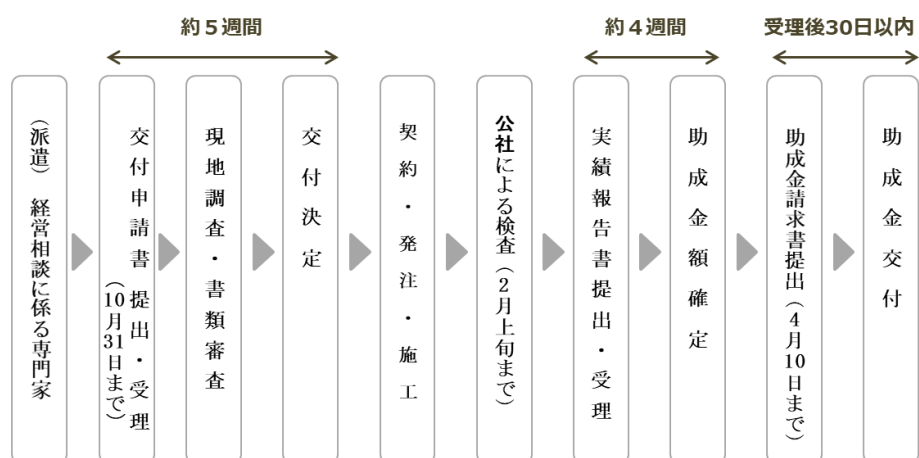 約５週間
約４週間
受理後30日以内
（派遣）　経営相談に係る専門家
交付申請書　提出・受理
（10月31日まで）
現地調査・書類審査
交付決定
契約・発注・施工
公社による検査（２月上旬まで）
実績報告書提出・受理
助成金額確定
助成金請求書提出（４月10日まで）
助成金交付